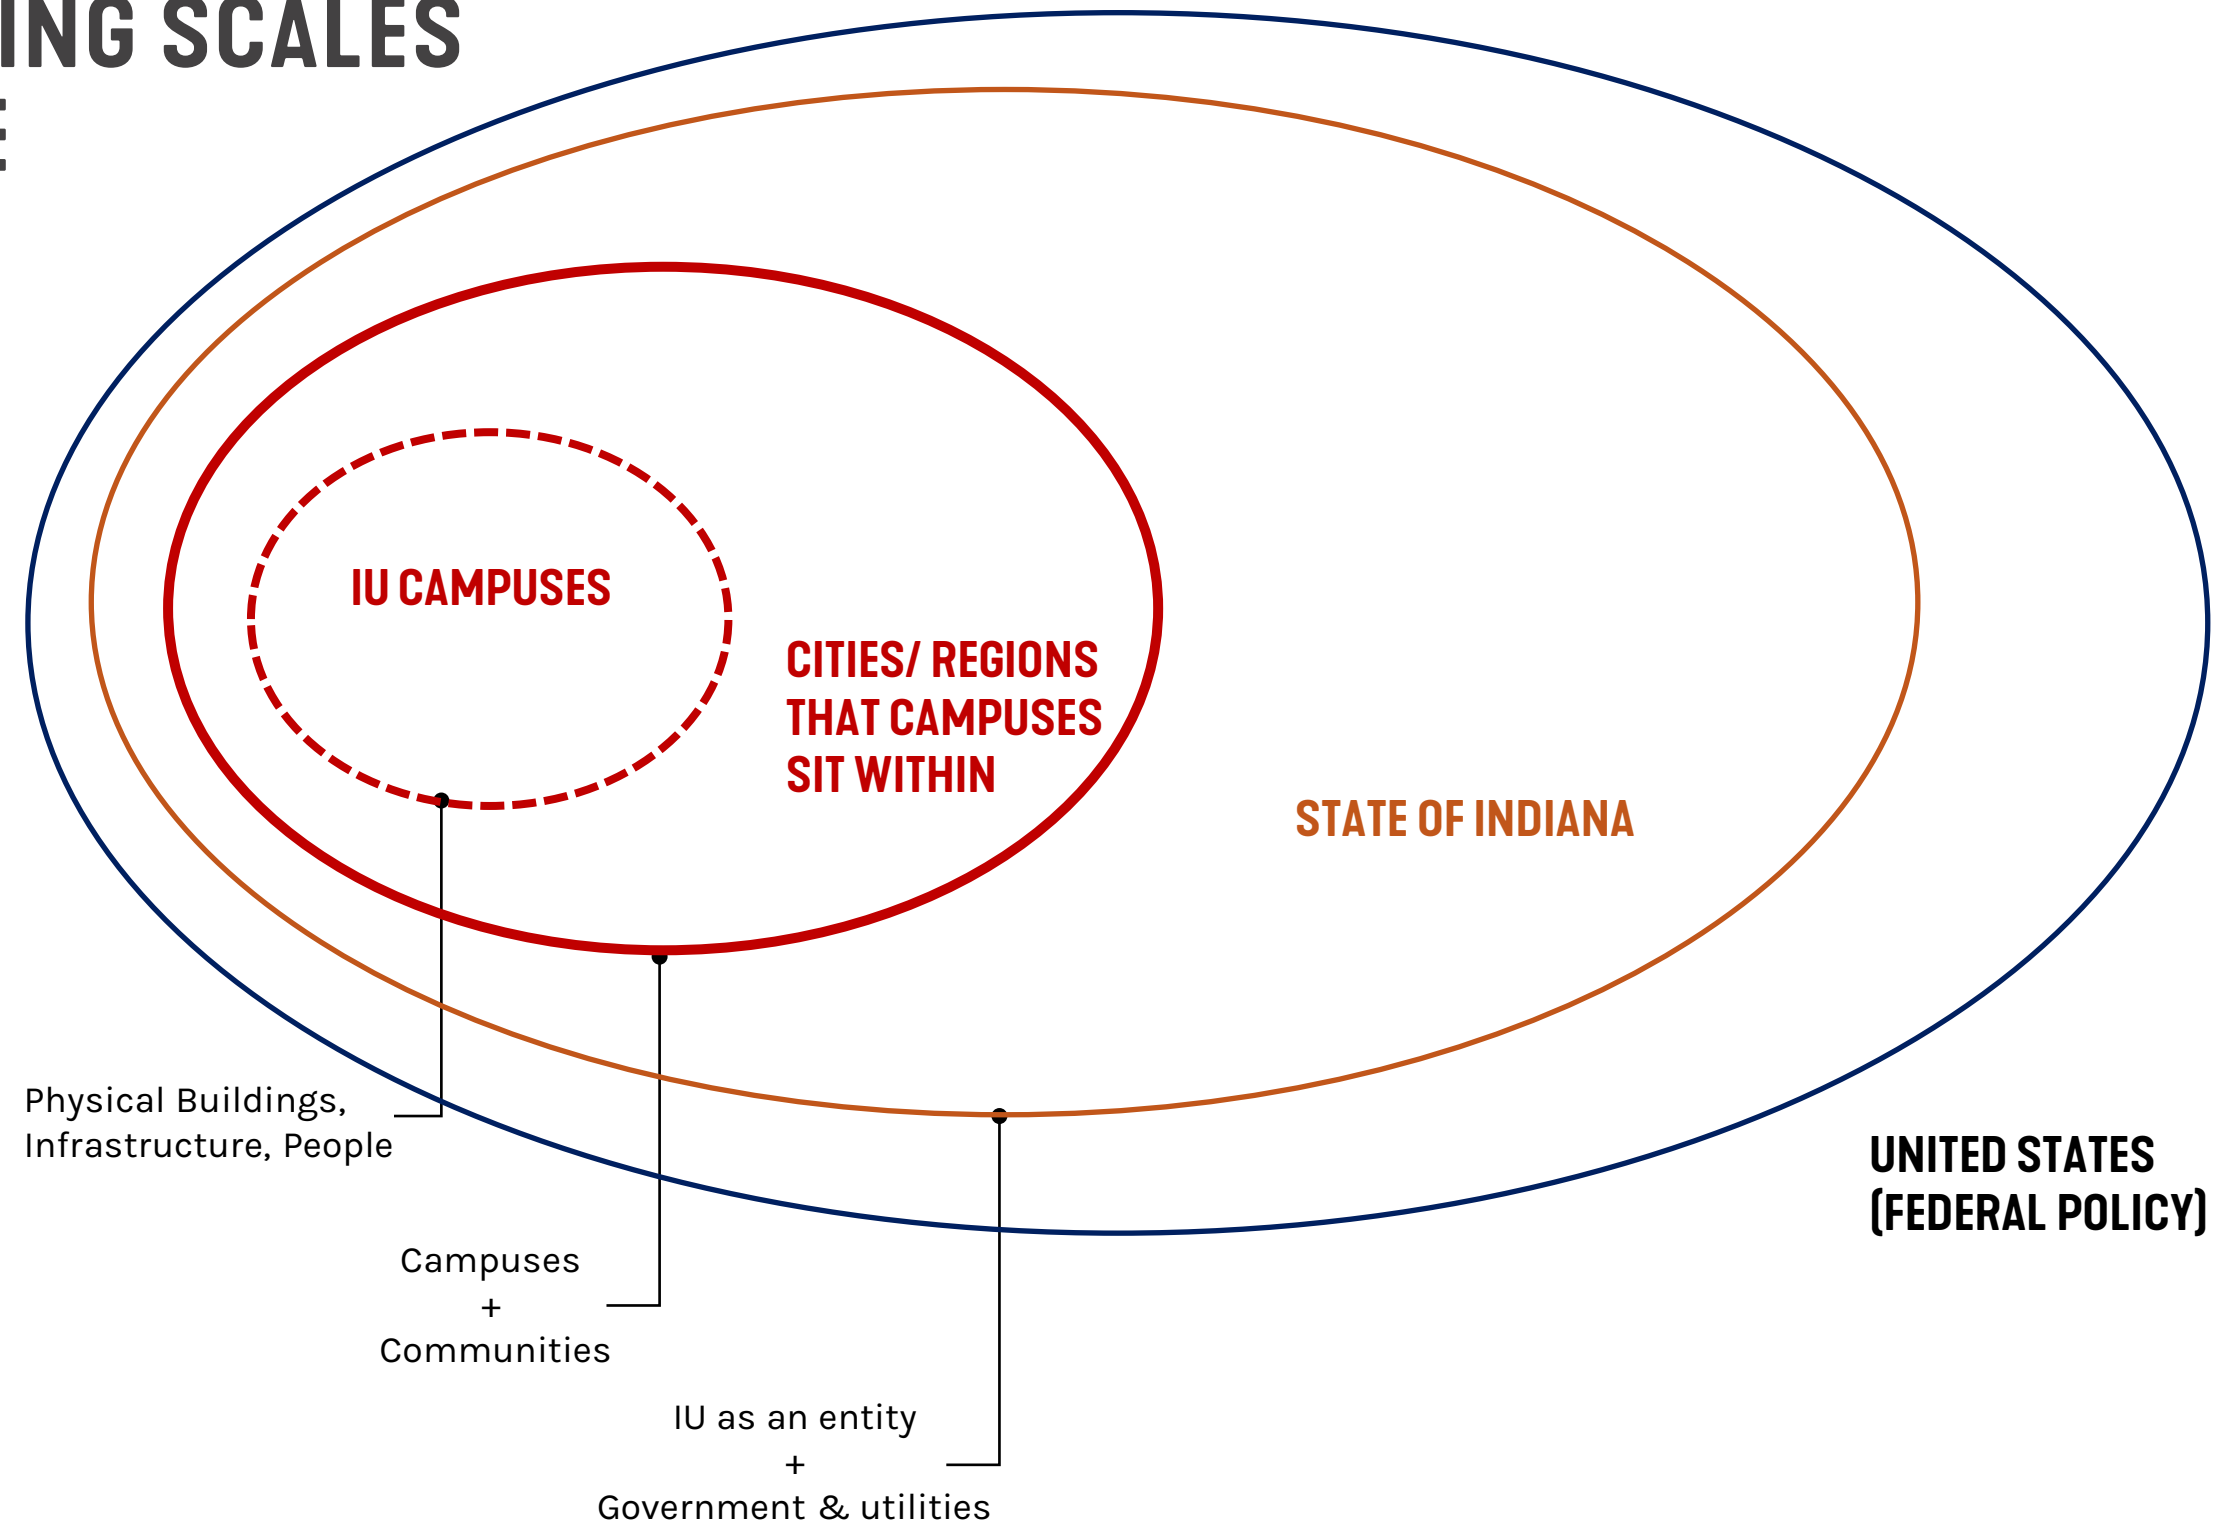 ING SCALES
E
IU CAMPUSES
CITIES/ REGIONS
THAT CAMPUSES
SIT WITHIN
STATE OF INDIANA
Physical Buildings,
Infrastructure, People
UNITED STATES
(FEDERAL POLICY)
Campuses
+
Communities
IU as an entity
+
Government & utilities